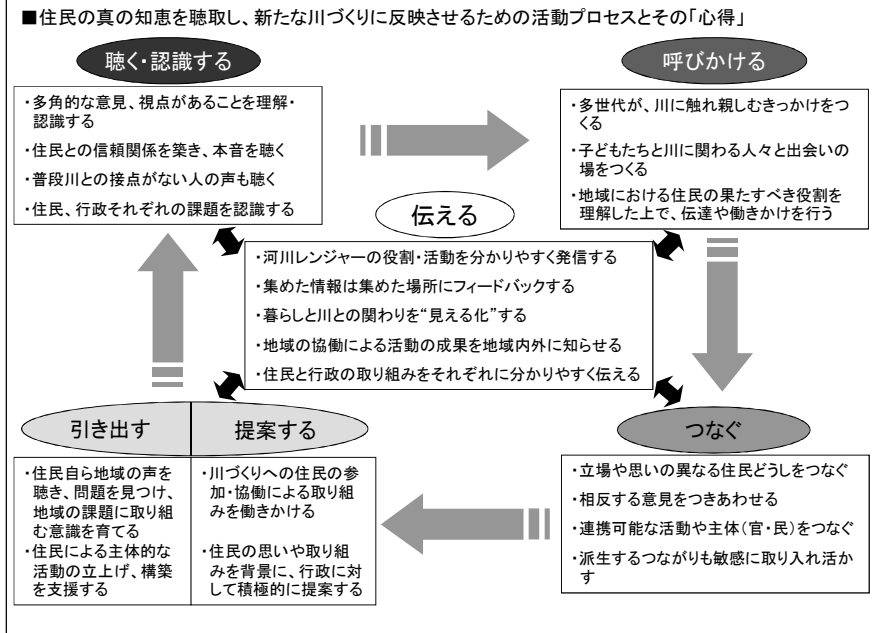 ■住民の真の知恵を聴取し、新たな川づくりに反映させるための活動プロセスとその「心得」
聴く・認識する
・多角的な意見、視点があることを理解・
認識する
・住民との信頼関係を築き、本音を聴く
・普段川との接点がない人の声も聴く
・住民、行政それぞれの課題を認識する
呼びかける
・多世代が、川に触れ親しむきっかけをつ
くる
・子どもたちと川に関わる人々と出会いの
場をつくる
・地域における住民の果たすべき役割を
理解した上で、伝達や働きかけを行う
伝える
・河川レンジャーの役割・活動を分かりやすく発信する
・集めた情報は集めた場所にフィードバックする
・暮らしと川との関わりを“見える化”する
・地域の協働による活動の成果を地域内外に知らせる
・住民と行政の取り組みをそれぞれに分かりやすく伝える
引き出す
・住民自ら地域の声を
聴き、問題を見つけ、
地域の課題に取り組
む意識を育てる
・住民による主体的な
活動の立上げ、構築
を支援する
提案する
・川づくりへの住民の参
加・協働による取り組
みを働きかける
・住民の思いや取り組
みを背景に、行政に対
して積極的に提案する
つなぐ
・立場や思いの異なる住民どうしをつなぐ
・相反する意見をつきあわせる
・連携可能な活動や主体(官・民)をつなぐ
・派生するつながりも敏感に取り入れ活か
す